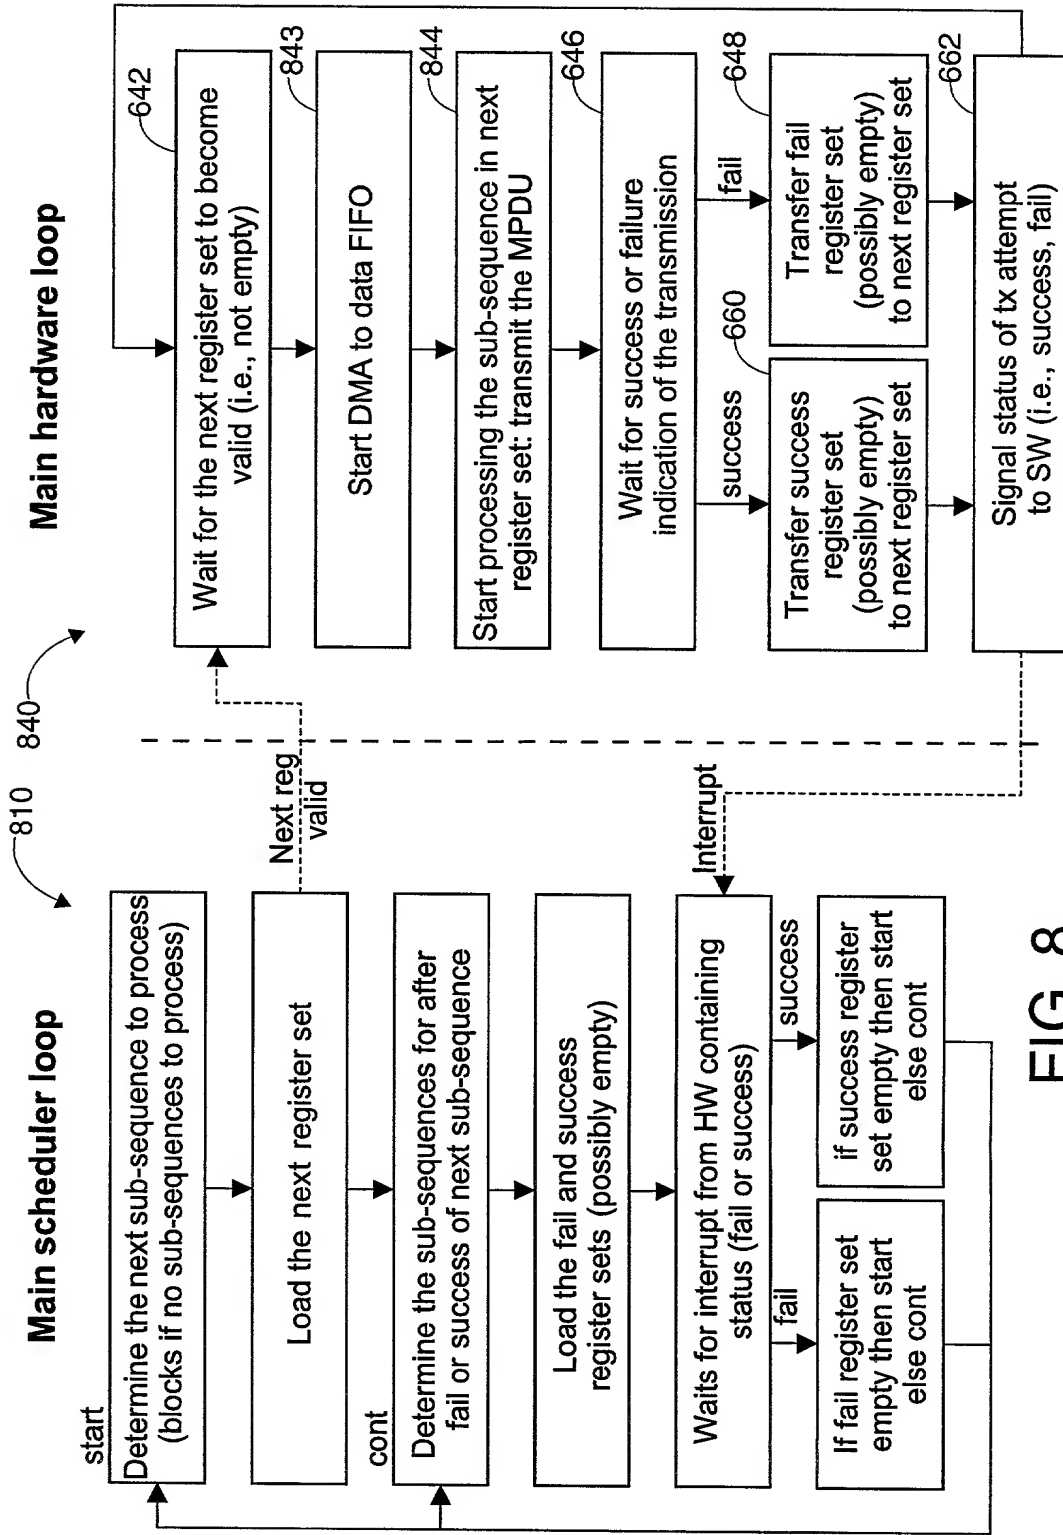 Main scheduler loop
810
start
Determine the next sub-sequence to process
(blocks if no sub-sequences to process)
Load the next register set
Next reg
valid
cont
Determine the sub-sequences for after
fail or success of next sub-sequence
Load the fail and success
register sets (possibly empty)
Interrupt
Waits for interrupt from HW containing
status (fail or success)
fail
success
If fail register set
empty then start
else cont
if success register
set empty then start
else cont
Main hardware loop
840
642
Wait for the next register set to become
valid (i.e., not empty)
843
Start DMA to data FIFO
844
Start processing the sub-sequence in next
register set: transmit the MPDU
646
Wait for success or failure
indication of the transmission
success
fail
660
Transfer success
register set
(possibly empty)
to next register set
648
Transfer fail
register set
(possibly empty)
to next register set
662
Signal status of tx attempt
to SW (i.e., success, fail)
FIG. 8